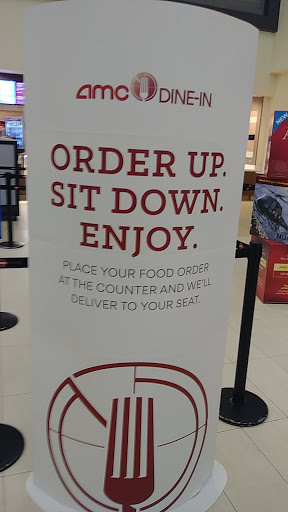 amc DINE-IN
ORDER UP.
SIT DOWN.
ENJOY.
PLACE YOUR FOOD ORDER
AT THE COUNTER AND WE'LL
DELIVER TO YOUR SEAT.
NEW